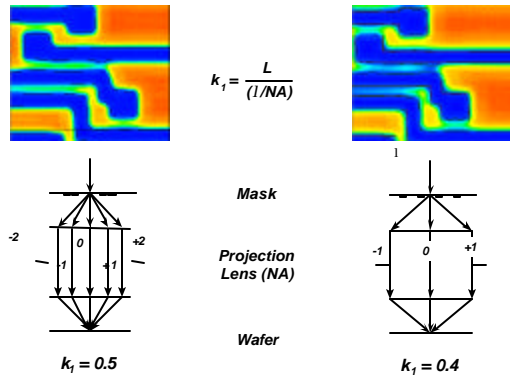 k₁ = L
(l/NA)
1
Mask
-2
0
+2
-1
+1
-1
0
+1
Projection
Lens (NA)
Wafer
k₁ = 0.5
k₁ = 0.4